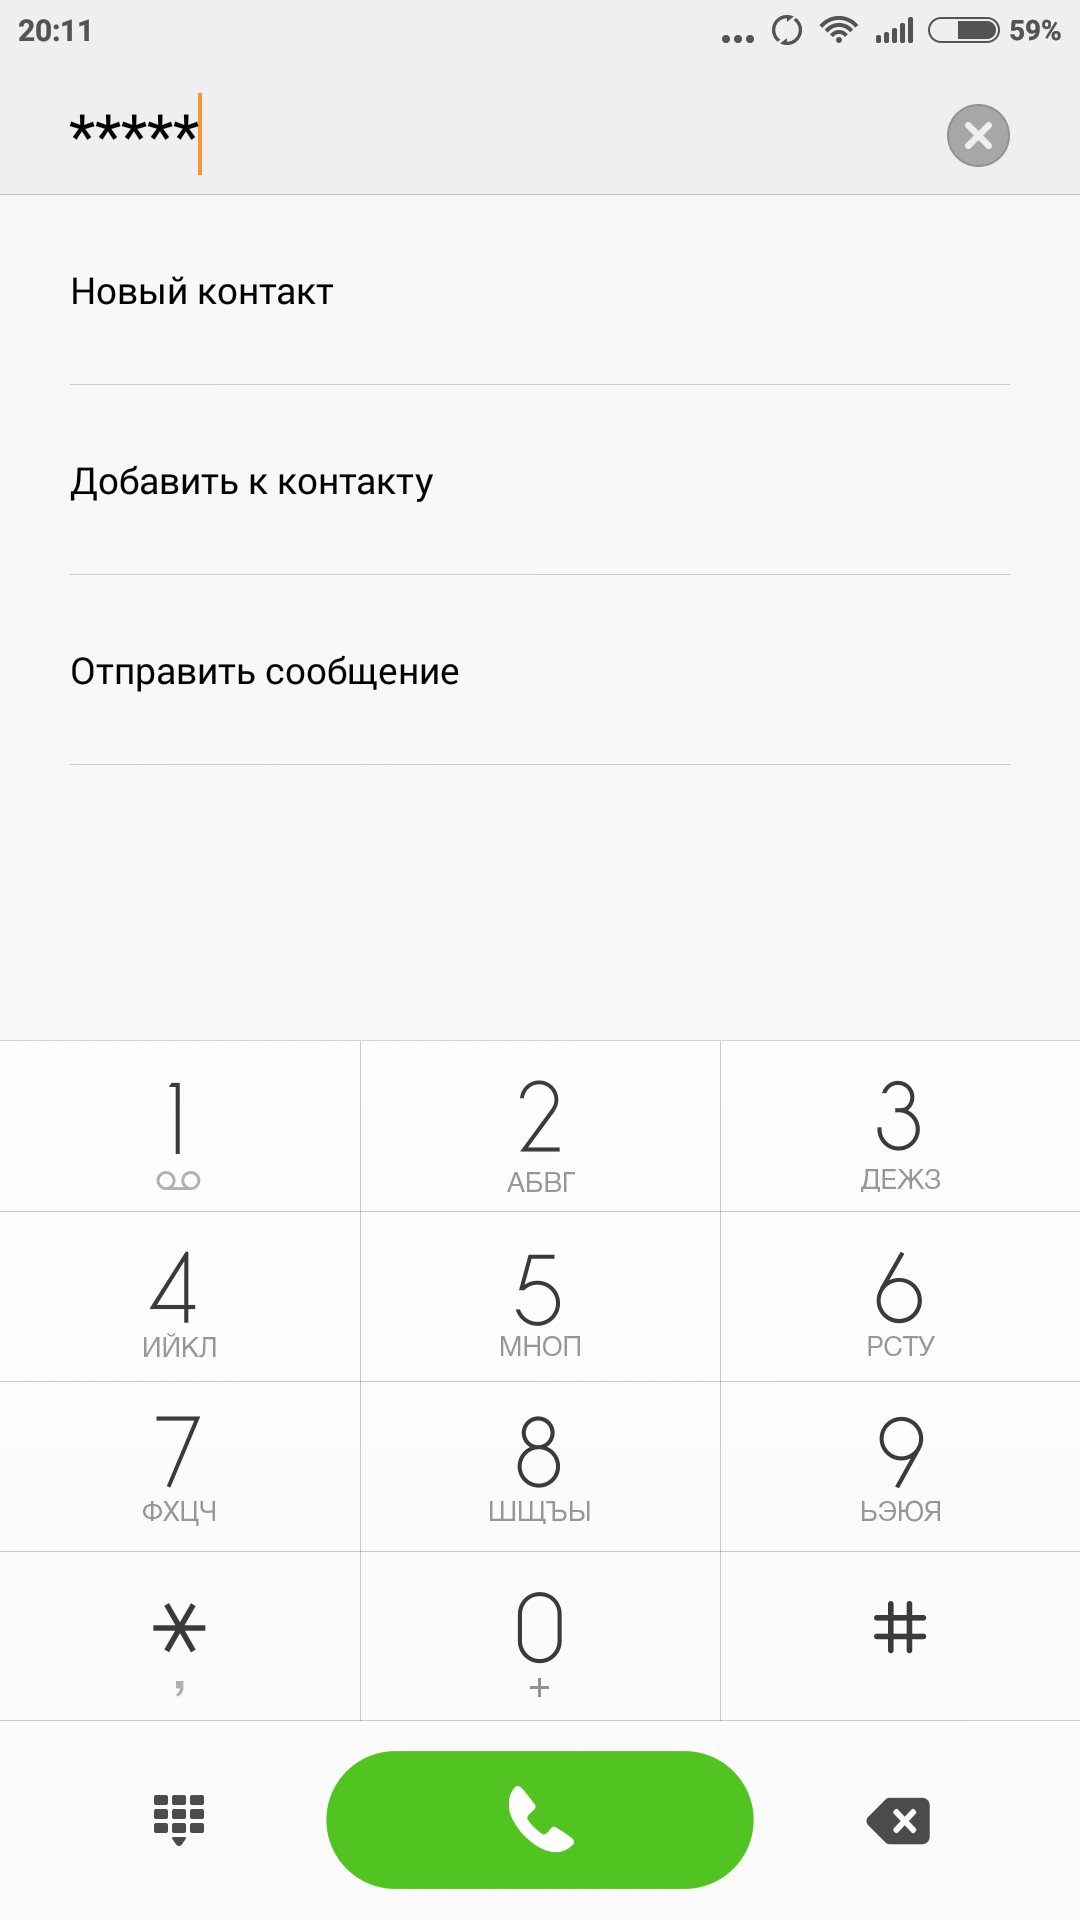 20:11 ... 59%
*****
Новый контакт
Добавить к контакту
Отправить сообщение
1 2 3
АБВГ ДЕЖЗ
4 5 6
ИЙКЛ МНОП РСТУ
7 8 9
ФХЦЧ ШЩЪЫ ЬЭЮЯ
* 0 #
, +